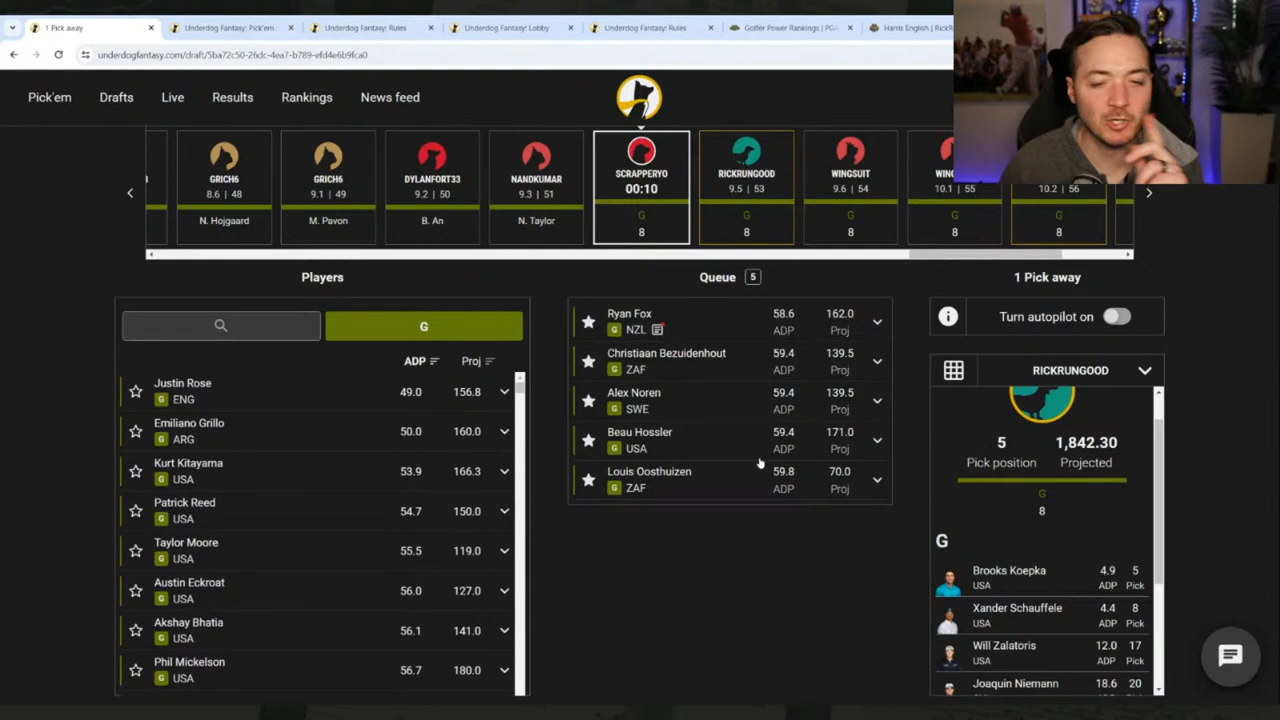 1 Pick away
Underdog Fantasy: Pick'em
Underdog Fantasy: Rules
Underdog Fantasy: Lobby
Underdog Fantasy: Rules
Golfer Power Rankings | PGA
Harris English | RickR
underdogfantasy.com/draft/5ba72c50-26dc-4ea7-b789-efd4e6b9fca0
Pick'em
Drafts
Live
Results
Rankings
News feed
GRICH6
8.6 | 48
N. Hojgaard
GRICH6
9.1 | 49
M. Pavon
DYLANFORT33
9.2 | 50
B. An
NANDKUMAR
9.3 | 51
N. Taylor
SCRAPPERYO
00:10
G
8
RICKRUNGOOD
9.5 | 53
G
8
WINGSUIT
9.6 | 54
G
8
10.1 | 55
G
8
10.2 | 56
G
8
Players
G
ADP Proj
Justin Rose
G ENG
49.0 156.8
Emiliano Grillo
G ARG
50.0 160.0
Kurt Kitayama
G USA
53.9 166.3
Patrick Reed
G USA
54.7 150.0
Taylor Moore
G USA
55.5 119.0
Austin Eckroat
G USA
56.0 127.0
Akshay Bhatia
G USA
56.1 141.0
Phil Mickelson
G USA
56.7 180.0
Queue 5
Ryan Fox 58.6 162.0
G NZL ADP Proj
Christiaan Bezuidenhout 59.4 139.5
G ZAF ADP Proj
Alex Noren 59.4 139.5
G SWE ADP Proj
Beau Hossler 59.4 171.0
G USA ADP Proj
Louis Oosthuizen 59.8 70.0
G ZAF ADP Proj
1 Pick away
Turn autopilot on
RICKRUNGOOD
5 1,842.30
Pick position Projected
G
8
G
Brooks Koepka 4.9 5
USA ADP Pick
Xander Schauffele 4.4 8
USA ADP Pick
Will Zalatoris 12.0 17
USA ADP Pick
Joaquin Niemann 18.6 20